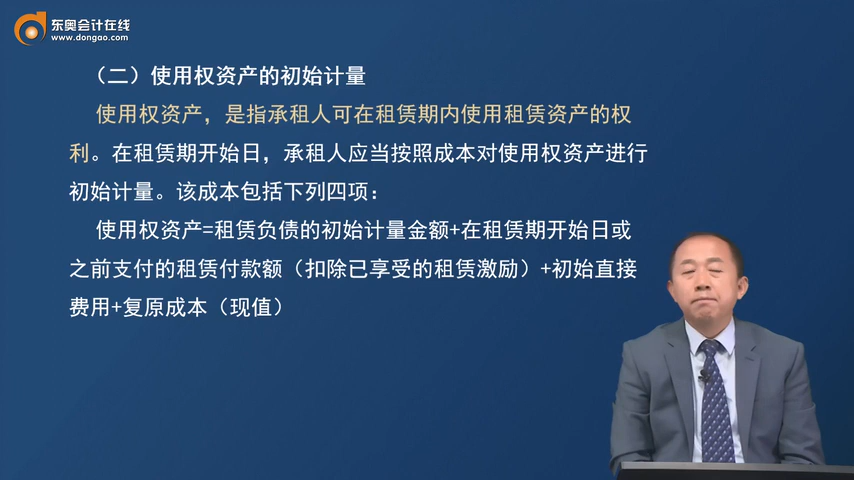 东奥会计在线
www.dongao.com
（二）使用权资产的初始计量
使用权资产，是指承租人可在租赁期内使用租赁资产的权
利。在租赁期开始日，承租人应当按照成本对使用权资产进行
初始计量。该成本包括下列四项：
使用权资产=租赁负债的初始计量金额+在租赁期开始日或
之前支付的租赁付款额（扣除已享受的租赁激励）+初始直接
费用+复原成本（现值）